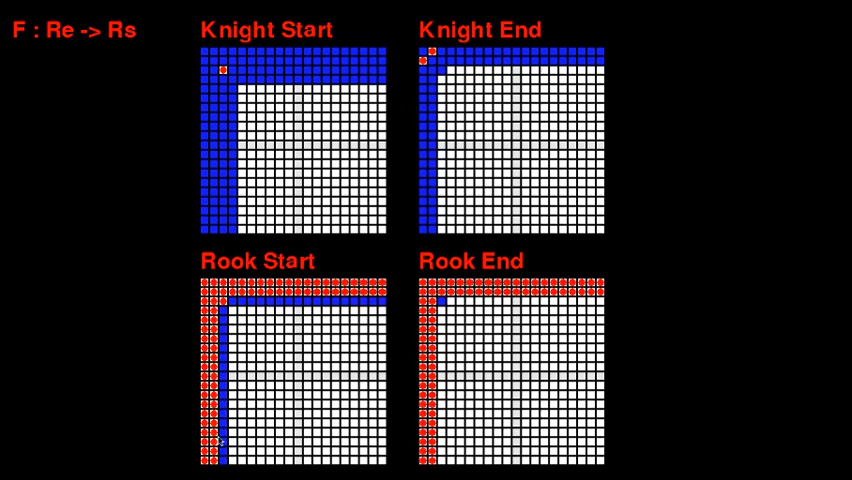 F : Re -> Rs
Knight Start
Knight End
Rook Start
Rook End